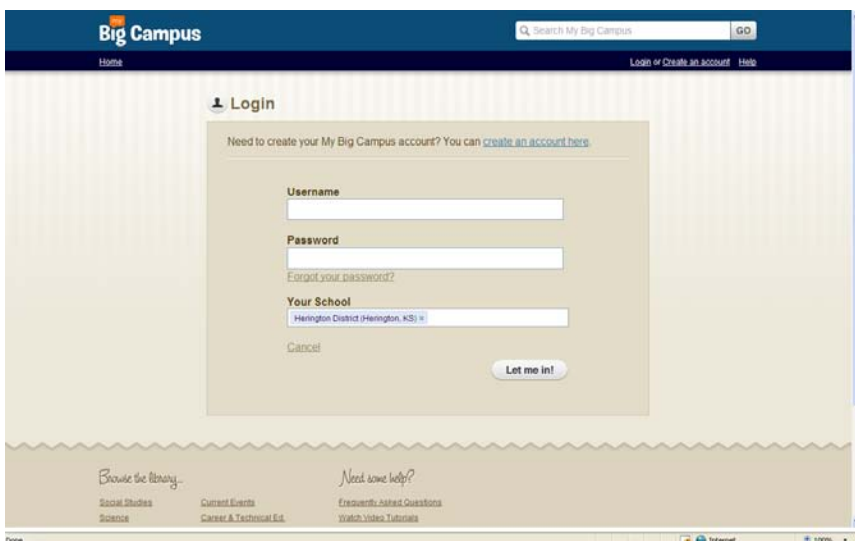 my
Big Campus
Search My Big Campus
GO
Home
Login or Create an account Help
Login
Need to create your My Big Campus account? You can create an account here.
Username
Password
Forgot your password?
Your School
Herington District (Herington, KS) ×
Cancel
Let me in!
Browse the library...
Need some help?
Social Studies
Current Events
Frequently Asked Questions
Science
Career & Technical Ed.
Watch Video Tutorials
Done
Internet
100%